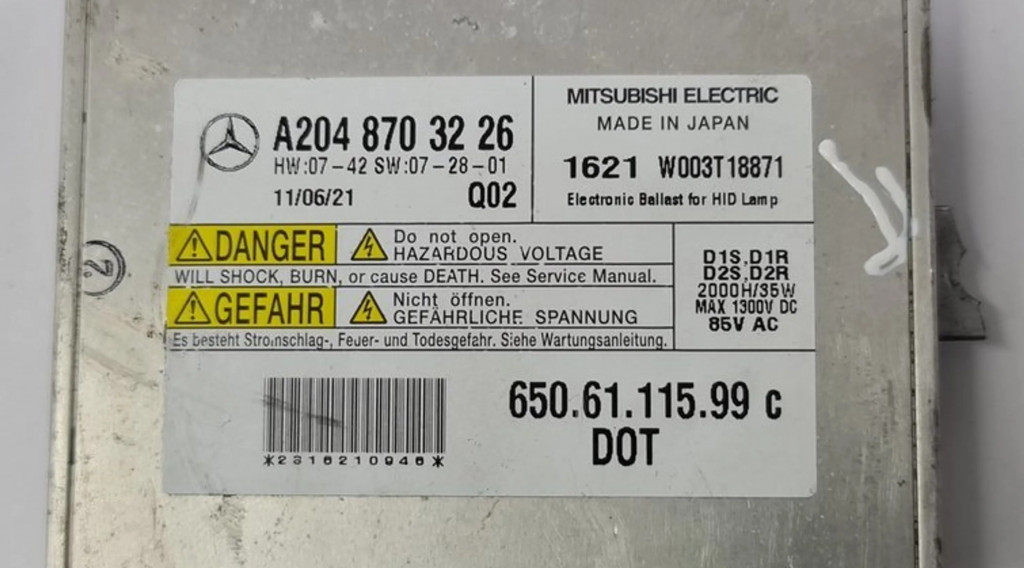 A204 870 3226
HW:07-42 SW:07-28-01
11/06/21 Q02
MITSUBISHI ELECTRIC
MADE IN JAPAN
1621 W003T18871
Electronic Ballast for HID Lamp
DANGER
Do not open.
HAZARDOUS VOLTAGE
WILL SHOCK, BURN, or cause DEATH. See Service Manual.
GEFAHR
Nicht öffnen.
GEFÄHRLICHE SPANNUNG
Es besteht Stromschlag-, Feuer- und Todesgefahr. Siehe Wartungsanleitung.
D1S,D1R
D2S,D2R
2000H/35W
MAX 1300V DC
85V AC
*2316210946*
650.61.115.99 c
DOT